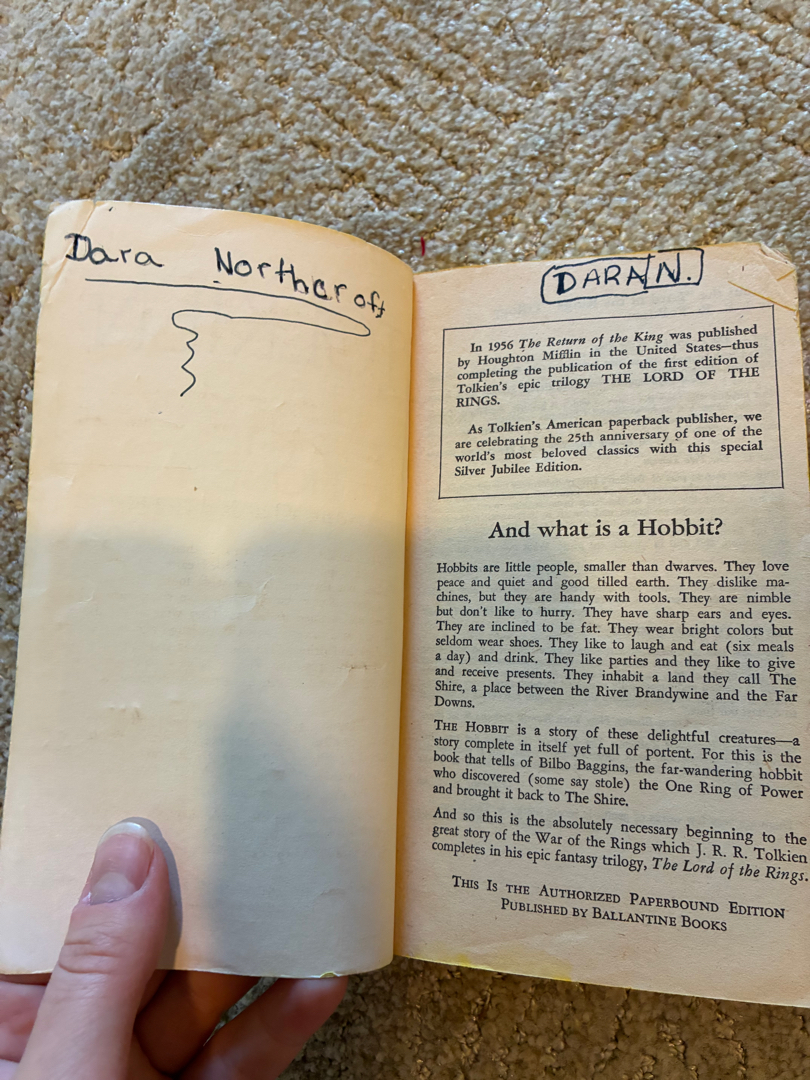 Dara Northcroft
DARA N.
In 1956 The Return of the King was published
by Houghton Mifflin in the United States—thus
completing the publication of the first edition of
Tolkien's epic trilogy THE LORD OF THE
RINGS.
As Tolkien's American paperback publisher, we
are celebrating the 25th anniversary of one of the
world's most beloved classics with this special
Silver Jubilee Edition.
And what is a Hobbit?
Hobbits are little people, smaller than dwarves. They love
peace and quiet and good tilled earth. They dislike ma-
chines, but they are handy with tools. They are nimble
but don't like to hurry. They have sharp ears and eyes.
They are inclined to be fat. They wear bright colors but
seldom wear shoes. They like to laugh and eat (six meals
a day) and drink. They like parties and they like to give
and receive presents. They inhabit a land they call The
Shire, a place between the River Brandywine and the Far
Downs.
THE HOBBIT is a story of these delightful creatures—a
story complete in itself yet full of portent. For this is the
book that tells of Bilbo Baggins, the far-wandering hobbit
who discovered (some say stole) the One Ring of Power
and brought it back to The Shire.
And so this is the absolutely necessary beginning to the
great story of the War of the Rings which J. R. R. Tolkien
completes in his epic fantasy trilogy, The Lord of the Rings.
THIS IS THE AUTHORIZED PAPERBOUND EDITION
PUBLISHED BY BALLANTINE BOOKS